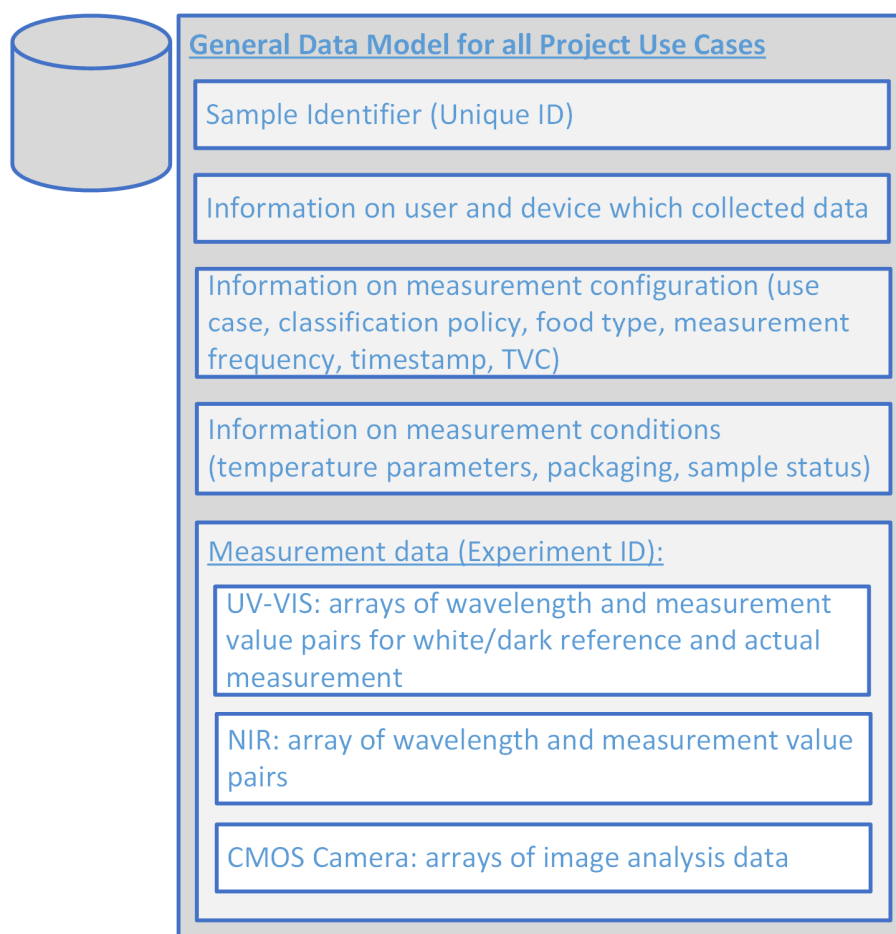 General Data Model for all Project Use Cases
Sample Identifier (Unique ID)
Information on user and device which collected data
Information on measurement configuration (use
case, classification policy, food type, measurement
frequency, timestamp, TVC)
Information on measurement conditions
(temperature parameters, packaging, sample status)
Measurement data (Experiment ID):
UV-VIS: arrays of wavelength and measurement
value pairs for white/dark reference and actual
measurement
NIR: array of wavelength and measurement value
pairs
CMOS Camera: arrays of image analysis data